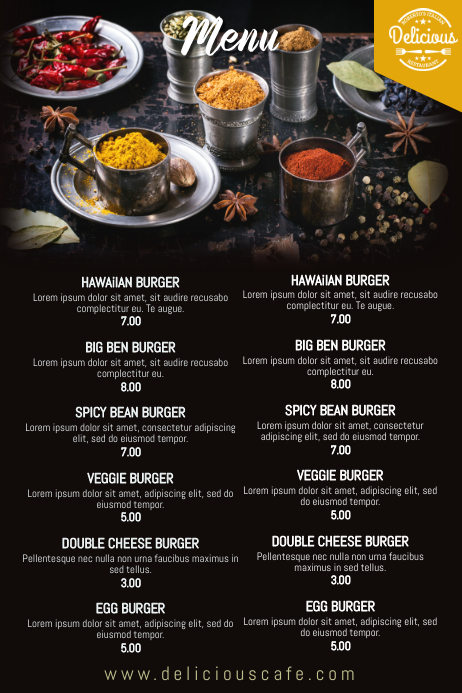 Menu
ROBERTO'S ITALIAN
Delicious
RESTAURANT
HAWAiIAN BURGER
Lorem ipsum dolor sit amet, sit audire recusabo
complectitur eu. Te augue.
7.00
BIG BEN BURGER
Lorem ipsum dolor sit amet, sit audire recusabo
complectitur eu.
8.00
SPICY BEAN BURGER
Lorem ipsum dolor sit amet, consectetur adipiscing
elit, sed do eiusmod tempor.
7.00
VEGGIE BURGER
Lorem ipsum dolor sit amet, adipiscing elit, sed do
eiusmod tempor.
5.00
DOUBLE CHEESE BURGER
Pellentesque nec nulla non urna faucibus maximus in
sed tellus.
3.00
EGG BURGER
Lorem ipsum dolor sit amet, adipiscing elit, sed do
eiusmod tempor.
5.00
HAWAiIAN BURGER
Lorem ipsum dolor sit amet, sit audire recusabo
complectitur eu. Te augue.
7.00
BIG BEN BURGER
Lorem ipsum dolor sit amet, sit audire recusabo
complectitur eu.
8.00
SPICY BEAN BURGER
Lorem ipsum dolor sit amet, consectetur
adipiscing elit, sed do eiusmod tempor.
7.00
VEGGIE BURGER
Lorem ipsum dolor sit amet, adipiscing elit, sed
do eiusmod tempor.
5.00
DOUBLE CHEESE BURGER
Pellentesque nec nulla non urna faucibus
maximus in sed tellus.
3.00
EGG BURGER
Lorem ipsum dolor sit amet, adipiscing elit, sed
do eiusmod tempor.
5.00
www.deliciouscafe.com